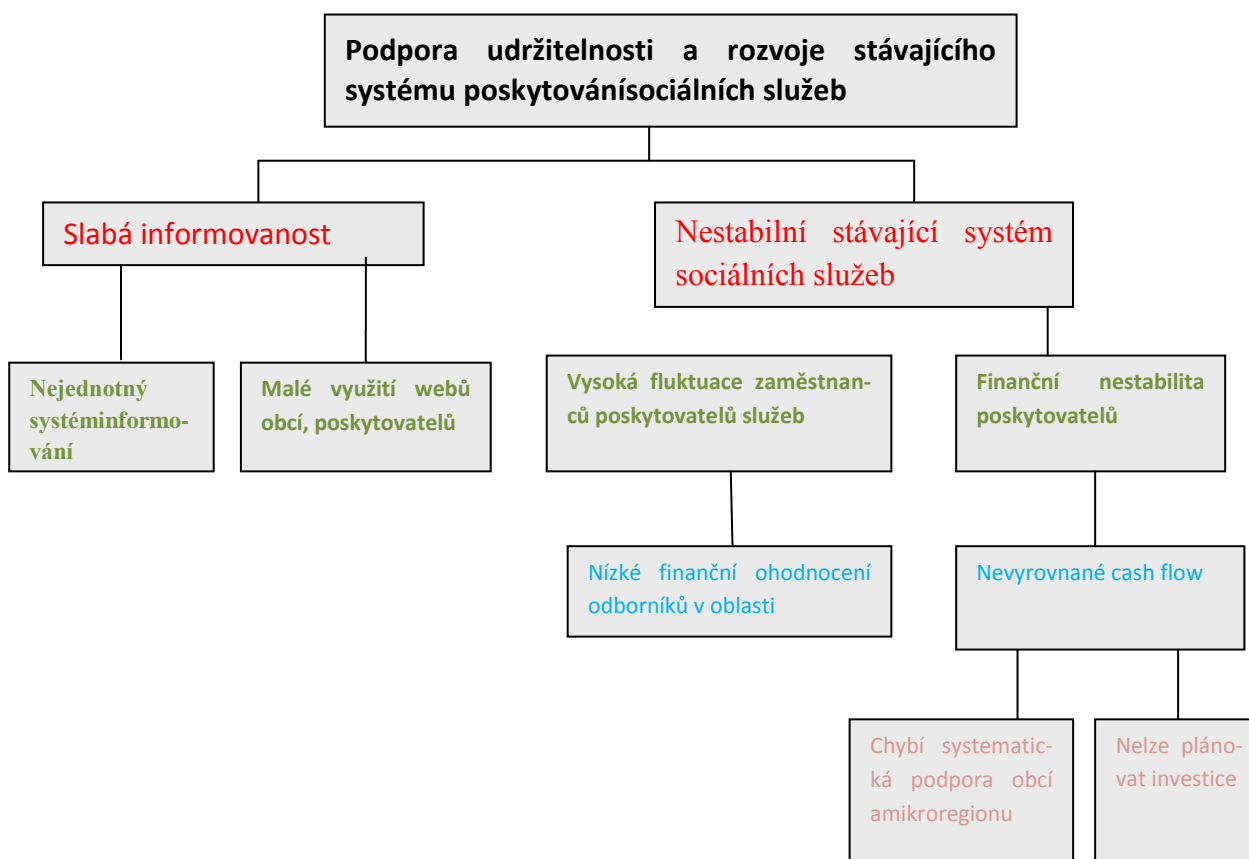 Podpora udržitelnosti a rozvoje stávajícího
systému poskytovánísociálních služeb
Slabá informovanost
Nestabilní stávající systém
sociálních služeb
Nejednotný
systéminformo-
vání
Malé využití webů
obcí, poskytovatelů
Vysoká fluktuace zaměstnan-
ců poskytovatelů služeb
Finanční nestabilita
poskytovatelů
Nízké finanční ohodnocení
odborníků v oblasti
Nevyrovnané cash flow
Chybí systematic-
ká podpora obcí
amikroregionu
Nelze pláno-
vat investice